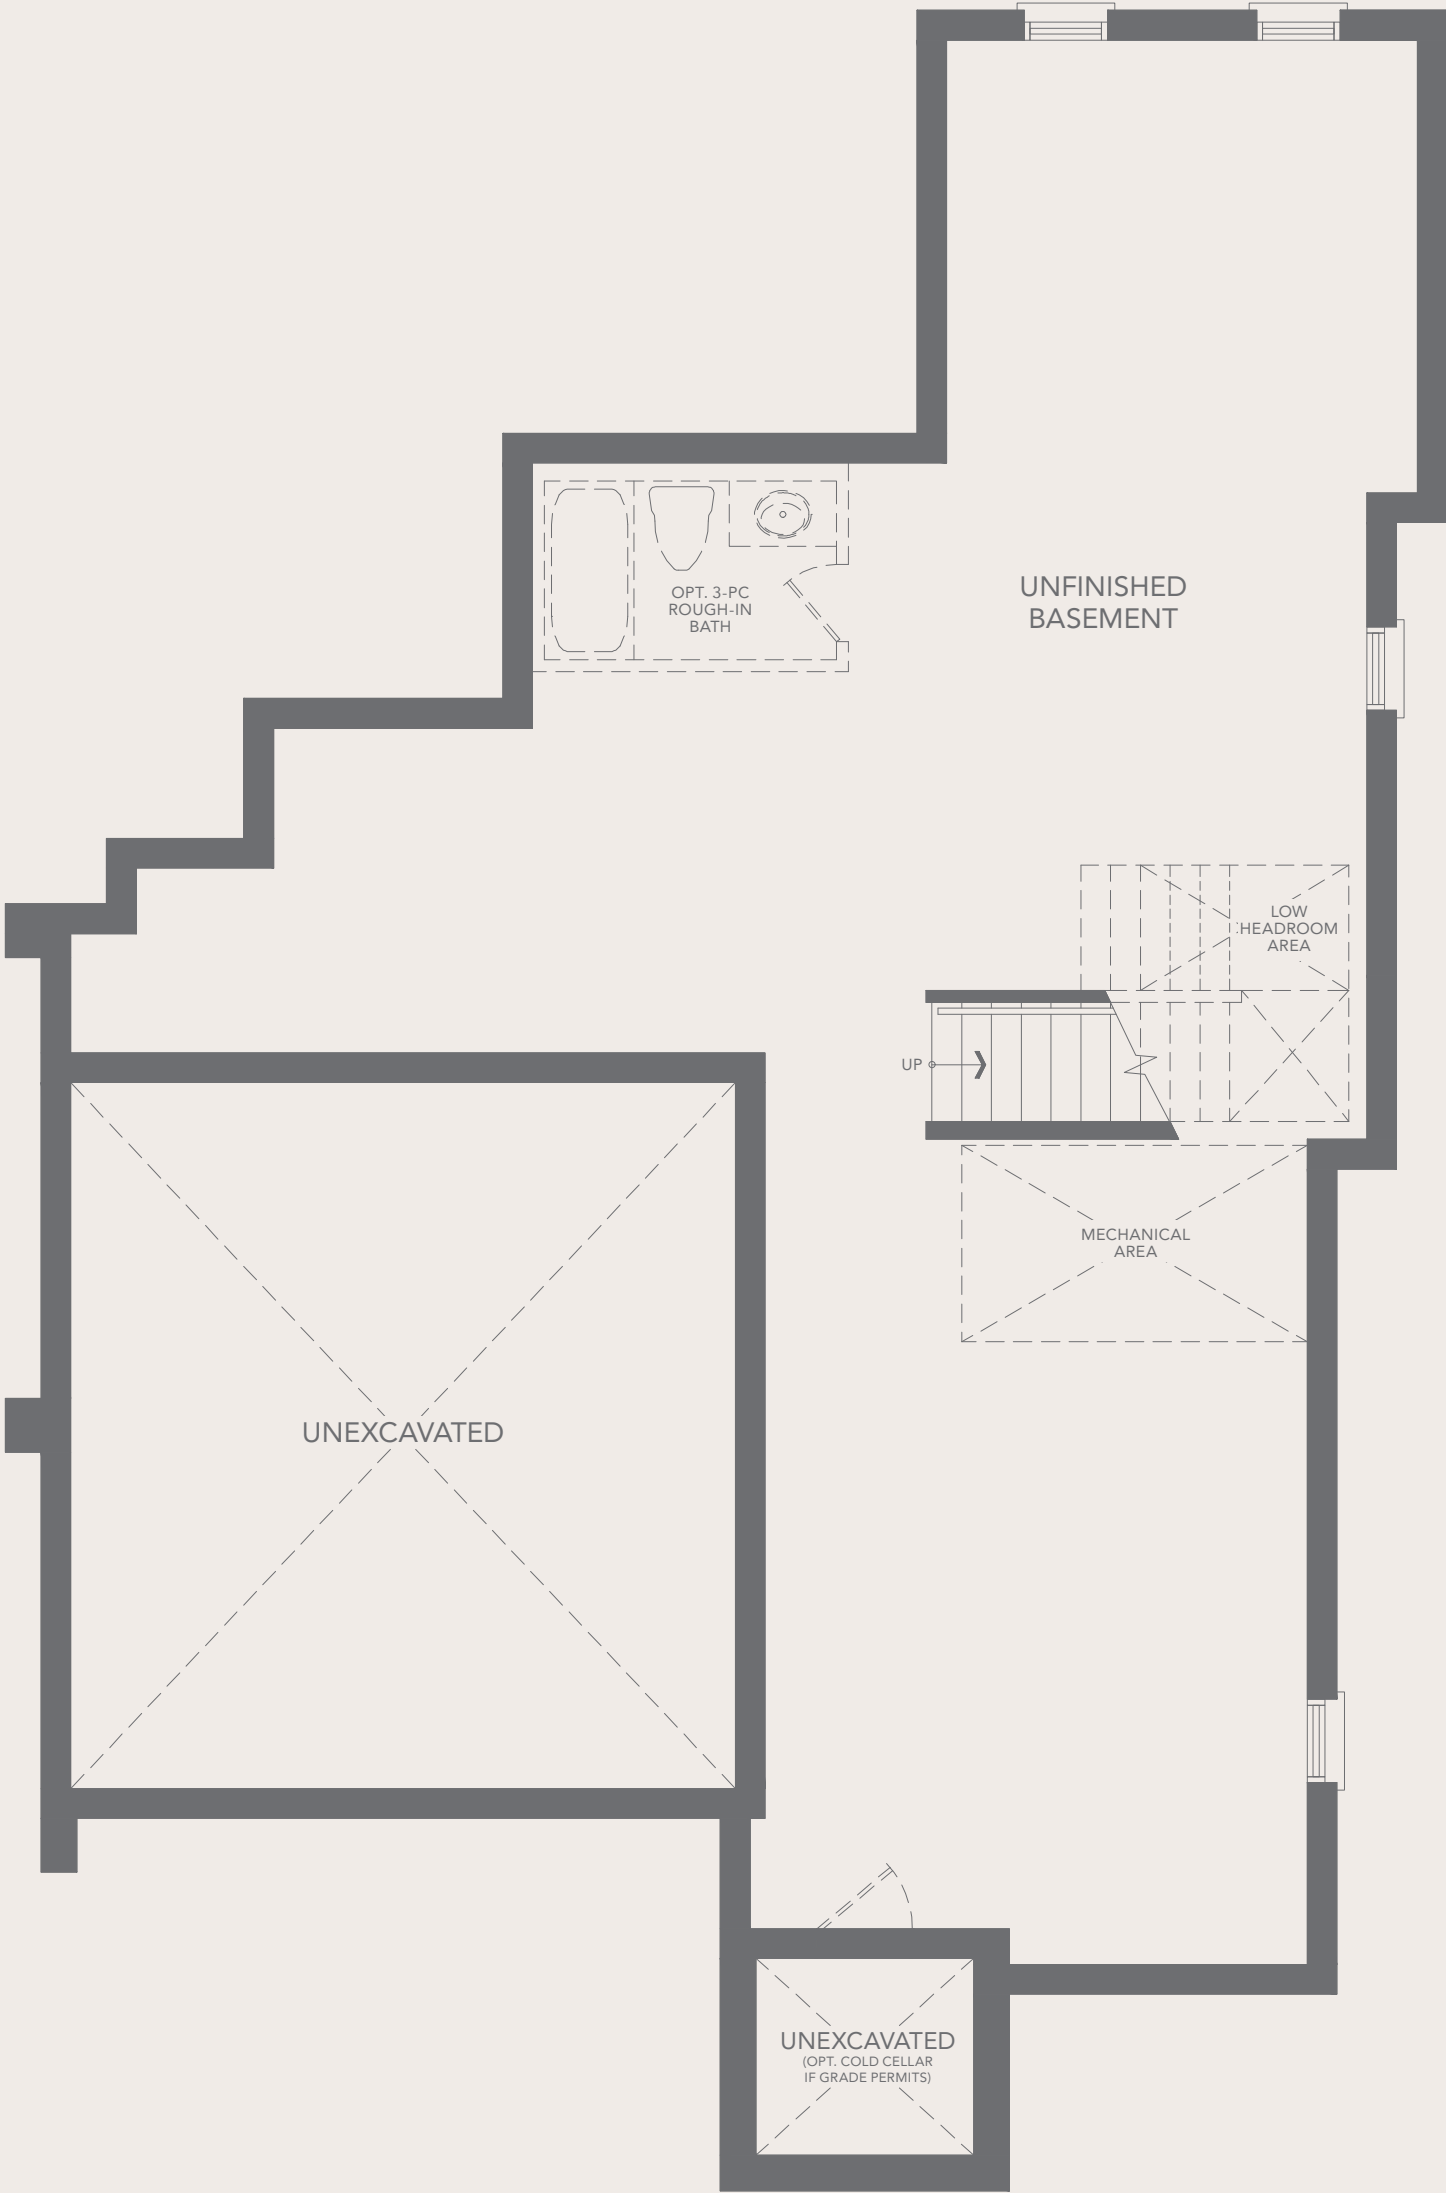 OPT. 3-PC
ROUGH-IN
BATH
UNFINISHED
BASEMENT
LOW
HEADROOM
AREA
UP
MECHANICAL
AREA
UNEXCAVATED
UNEXCAVATED
(OPT. COLD CELLAR
IF GRADE PERMITS)